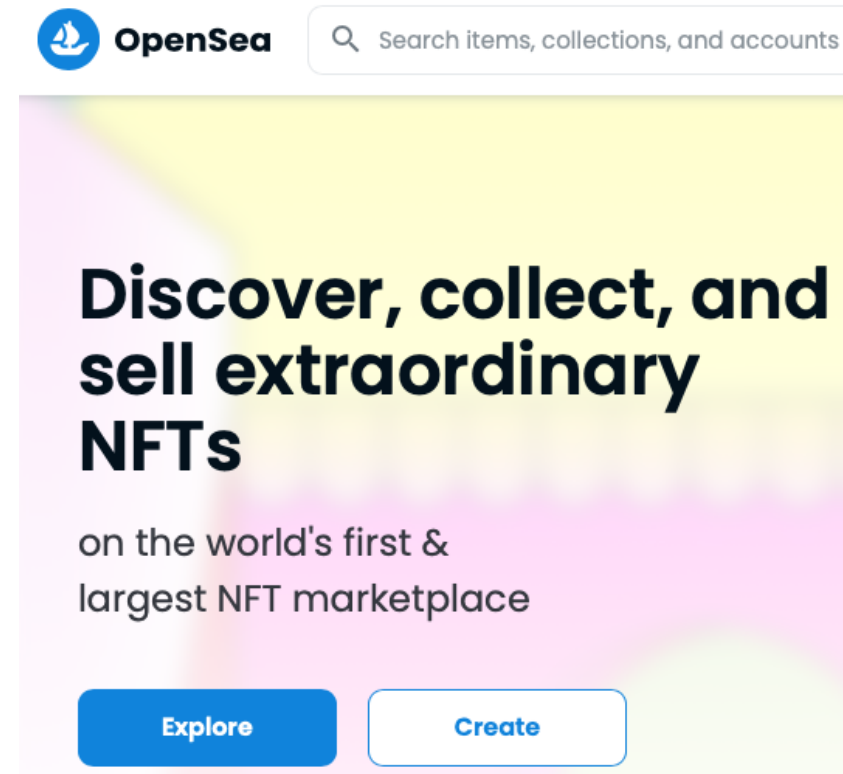 OpenSea
Search items, collections, and accounts
Discover, collect, and
sell extraordinary
NFTs
on the world's first &
largest NFT marketplace
Explore
Create